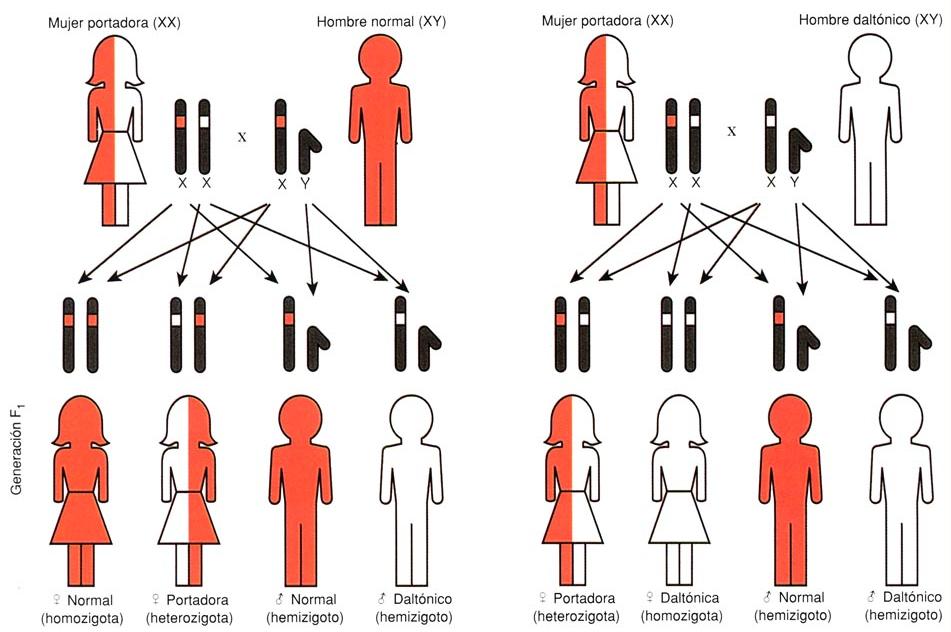 Mujer portadora (XX)
Hombre normal (XY)
x
X X
X Y
Generación F1
♀ Normal
(homozigota)
♀ Portadora
(heterozigota)
♂ Normal
(hemizigoto)
♂ Daltónico
(hemizigoto)
Mujer portadora (XX)
Hombre daltónico (XY)
x
X X
X Y
♀ Portadora
(heterozigota)
♀ Daltónica
(homozigota)
♂ Normal
(hemizigoto)
♂ Daltónico
(hemizigoto)